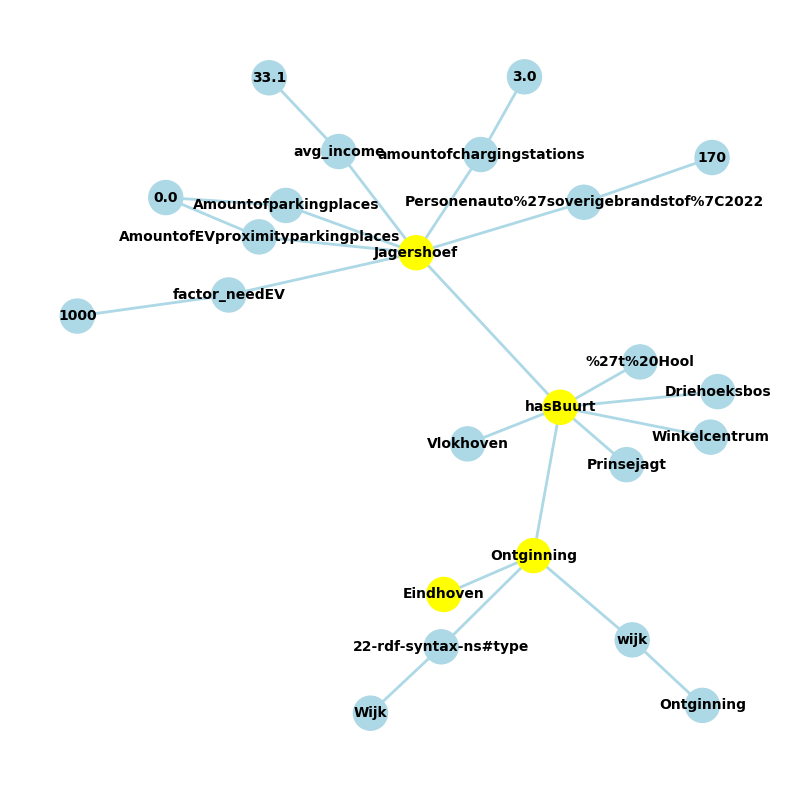 33.1
3.0
avg_income
amountofchargingstations
170
0.0
Amountofparkingplaces
Personenauto%27soverigebrandstof%7C2022
AmountofEVproximityparkingplaces
Jagershoef
factor_needEV
1000
%27t%20Hool
Driehoeksbos
hasBuurt
Winkelcentrum
Vlokhoven
Prinsejagt
Ontginning
Eindhoven
22-rdf-syntax-ns#type
wijk
Wijk
Ontginning